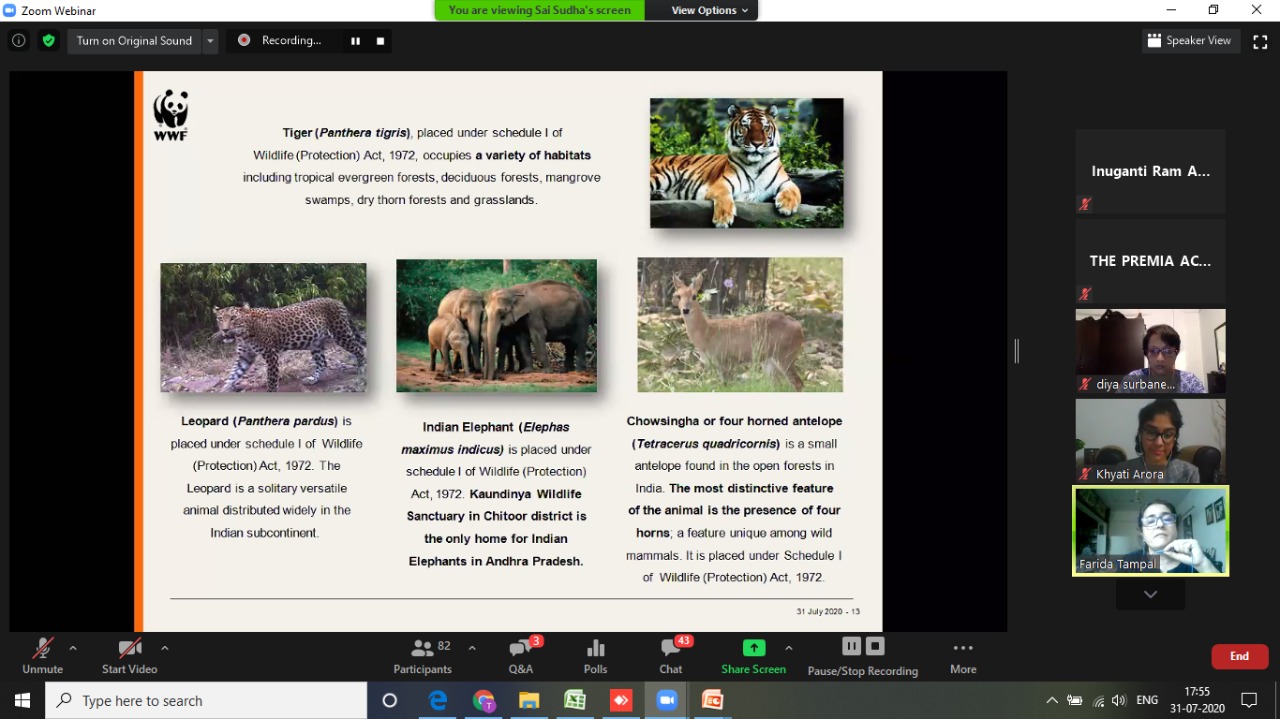 Zoom Webinar
You are viewing Sai Sudha's screen
View Options
Turn on Original Sound
Recording...
Speaker View
WWF
Tiger (Panthera tigris), placed under schedule I of
Wildlife (Protection) Act, 1972, occupies a variety of habitats
including tropical evergreen forests, deciduous forests, mangrove
swamps, dry thorn forests and grasslands.
Leopard (Panthera pardus) is
placed under schedule I of Wildlife
(Protection) Act, 1972. The
Leopard is a solitary versatile
animal distributed widely in the
Indian subcontinent.
Indian Elephant (Elephas
maximus indicus) is placed under
schedule I of Wildlife (Protection)
Act, 1972. Kaundinya Wildlife
Sanctuary in Chitoor district is
the only home for Indian
Elephants in Andhra Pradesh.
Chowsingha or four horned antelope
(Tetracerus quadricornis) is a small
antelope found in the open forests in
India. The most distinctive feature
of the animal is the presence of four
horns; a feature unique among wild
mammals. It is placed under Schedule I
of Wildlife (Protection) Act, 1972.
31 July 2020 - 13
Inuganti Ram A...
THE PREMIA AC...
diya surbane...
Khyati Arora
Farida Tampal
Unmute
Start Video
82
Participants
3
Q&A
Polls
43
Chat
Share Screen
Pause/Stop Recording
More
End
Type here to search
ENG
17:55
31-07-2020